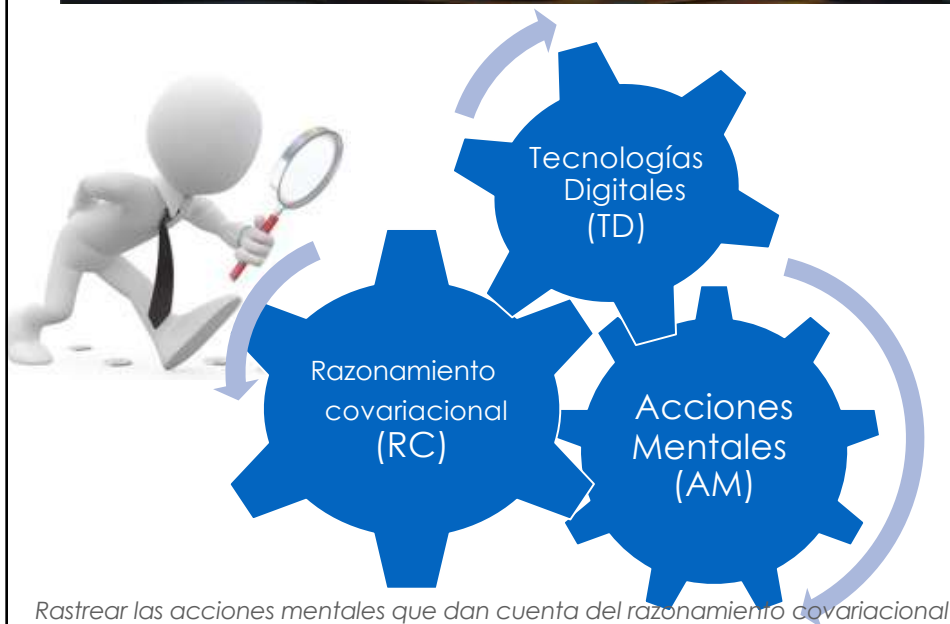 Tecnologías
Digitales
(TD)
Razonamiento
covariacional
(RC)
Acciones
Mentales
(AM)
Rastrear las acciones mentales que dan cuenta del razonamiento covariacional